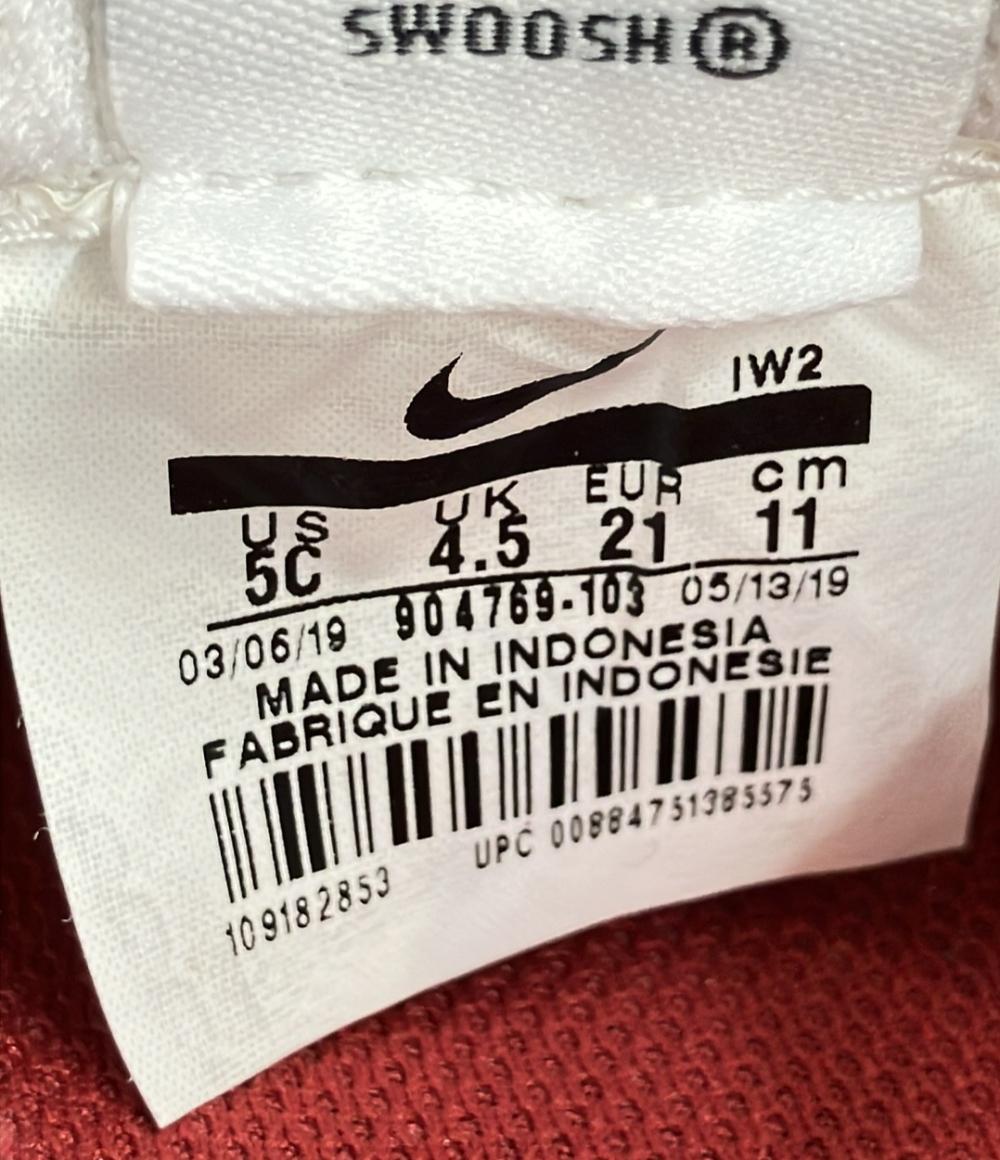 SWOOSH®
IW2
US UK EUR cm
5C 4.5 21 11
03/06/19 904769-103 05/13/19
MADE IN INDONESIA
FABRIQUE EN INDONESIE
109182853 UPC 00884751385575